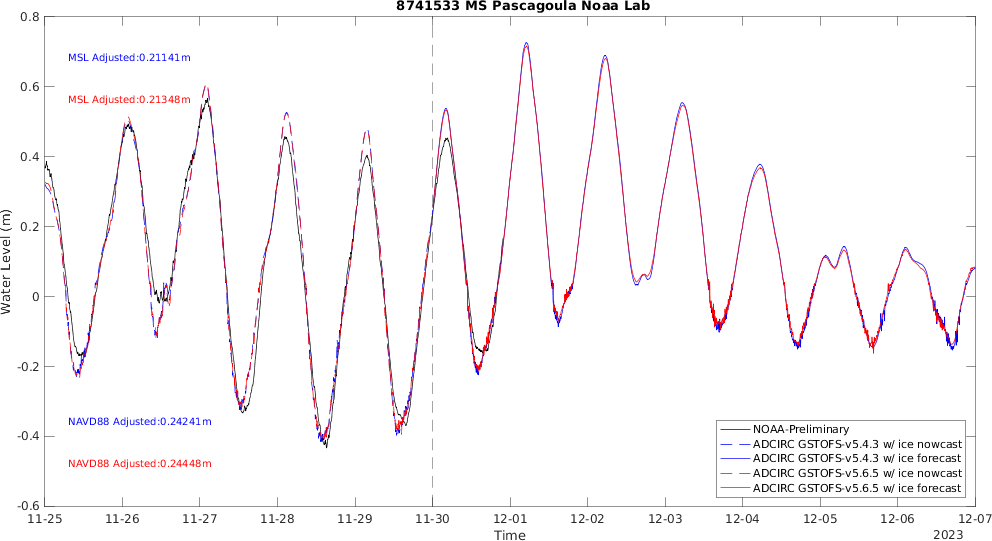 8741533 MS Pascagoula Noaa Lab
0.8
0.6
0.4
0.2
0
-0.2
-0.4
-0.6
Water Level (m)
MSL Adjusted:0.21141m
MSL Adjusted:0.21348m
NAVD88 Adjusted:0.24241m
NAVD88 Adjusted:0.24448m
NOAA-Preliminary
ADCIRC GSTOFS-v5.4.3 w/ ice nowcast
ADCIRC GSTOFS-v5.4.3 w/ ice forecast
ADCIRC GSTOFS-v5.6.5 w/ ice nowcast
ADCIRC GSTOFS-v5.6.5 w/ ice forecast
11-25 11-26 11-27 11-28 11-29 11-30 12-01 12-02 12-03 12-04 12-05 12-06 12-07
Time
2023